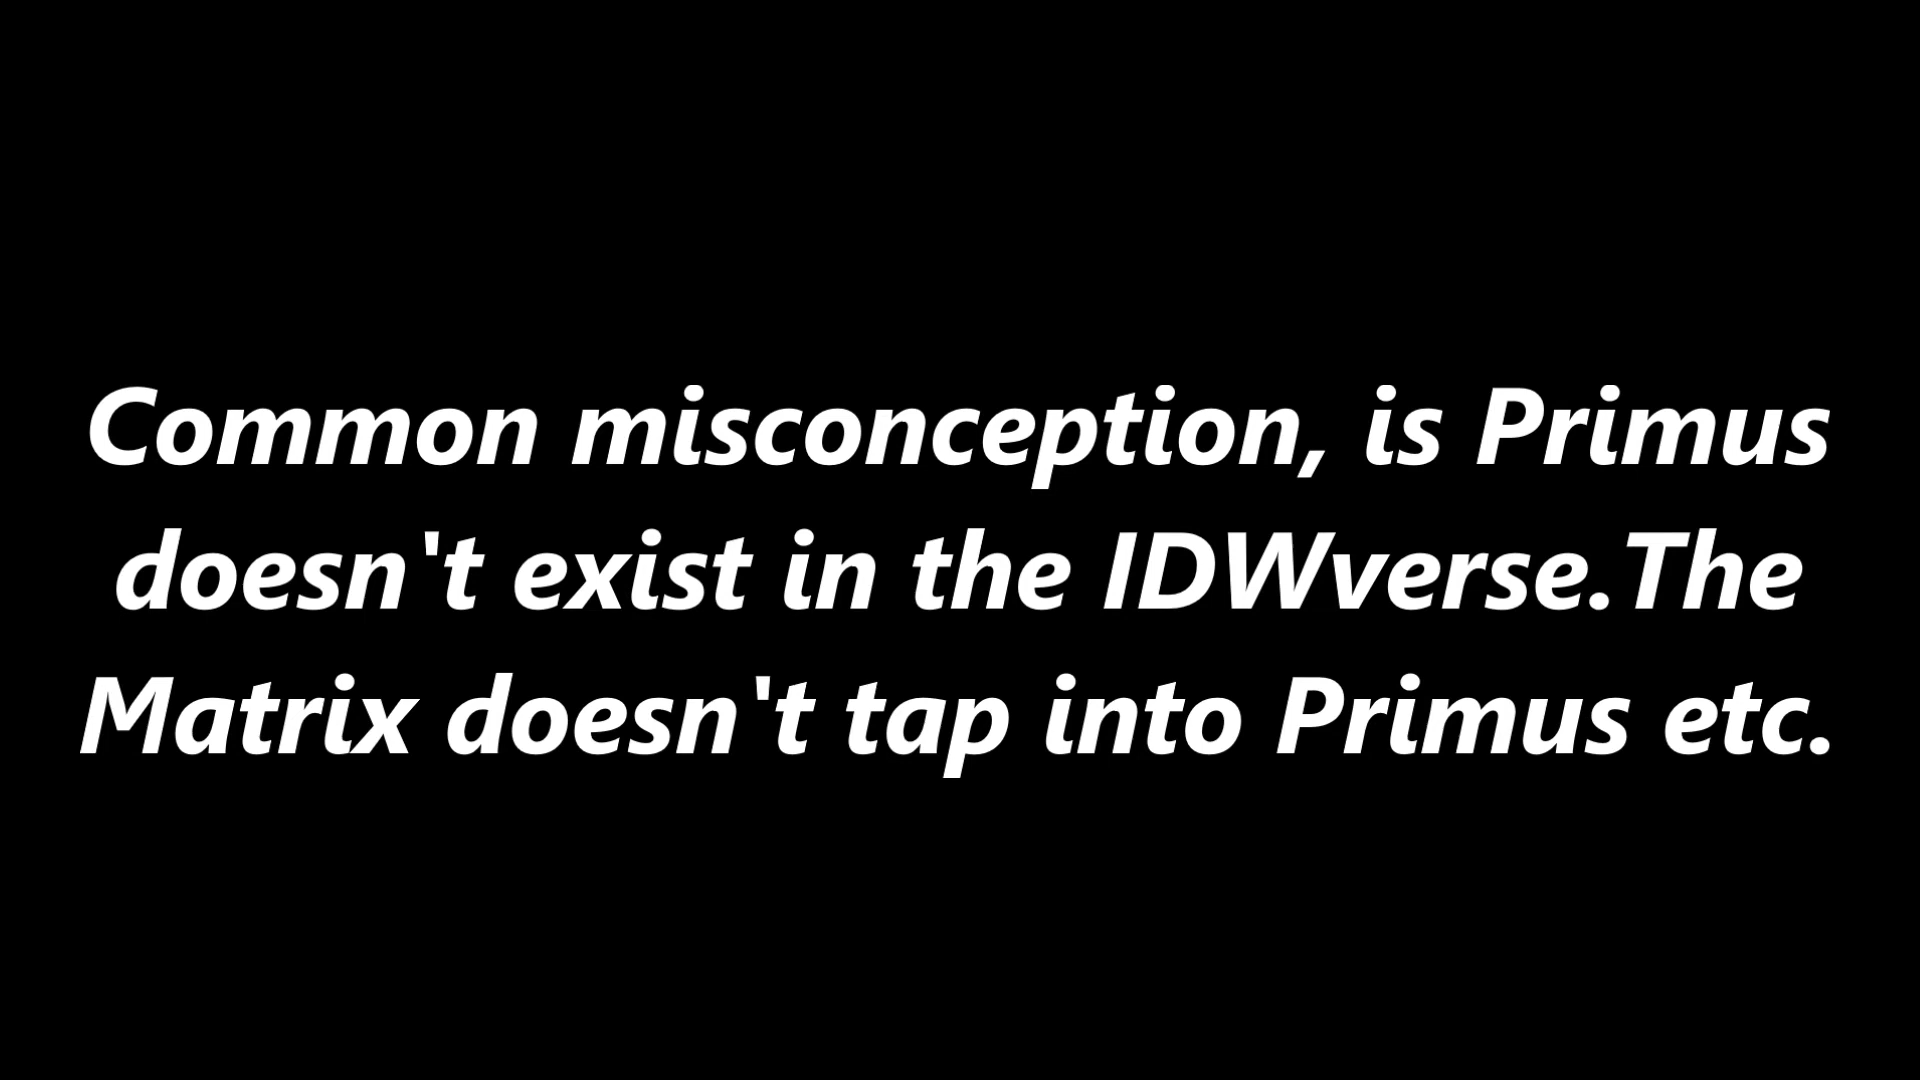 Common misconception, is Primus
doesn't exist in the IDWverse.The
Matrix doesn't tap into Primus etc.